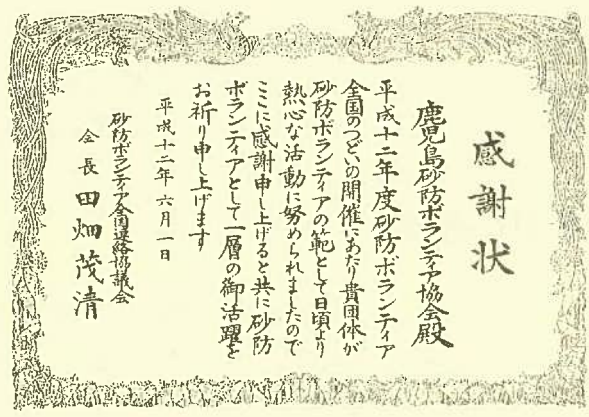 感謝状
鹿児島砂防ボランティア協会殿
平成十二年度砂防ボランティア
全国のつどいの開催にあたり貴団体が
砂防ボランティアの範として日頃より
熱心な活動に努められましたので
ここに感謝申し上げると共に砂防
ボランティアとして一層の御活躍を
お祈り申し上げます
平成十二年六月一日
砂防ボランティア全国連絡協議会
会長 田畑茂清